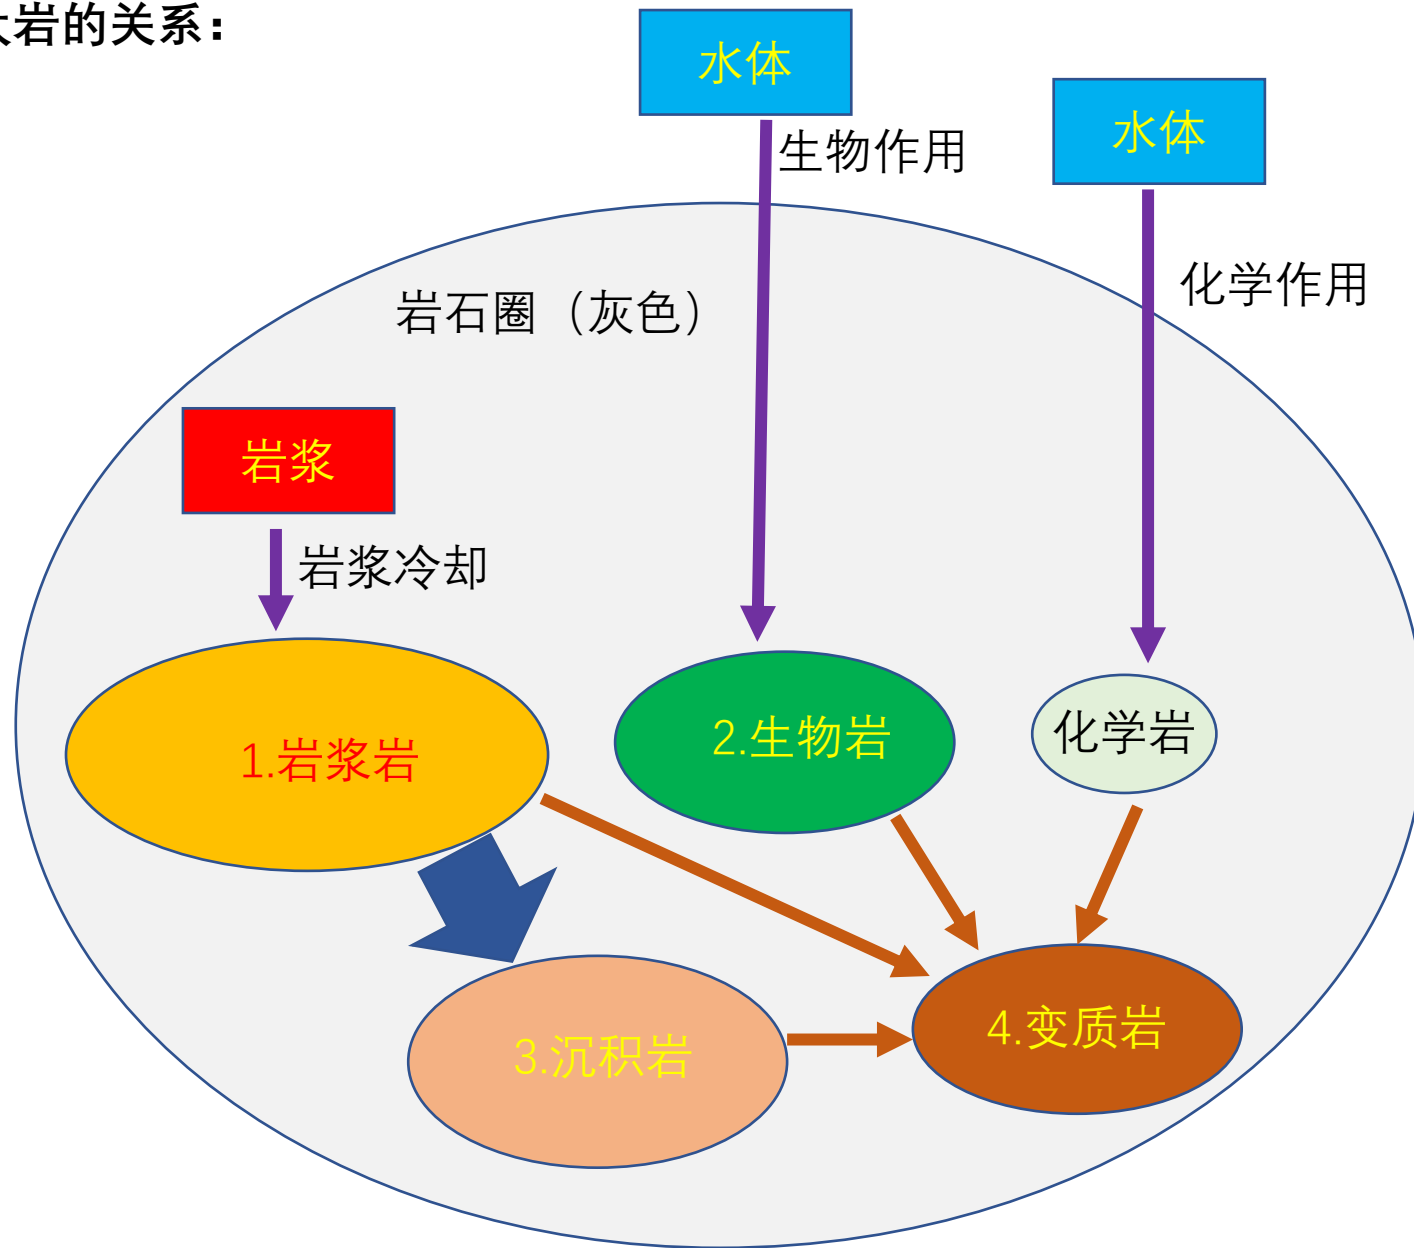 岩的关系：
水体
水体
生物作用
化学作用
岩石圈（灰色）
岩浆
岩浆冷却
1.岩浆岩
2.生物岩
化学岩
3.沉积岩
4.变质岩